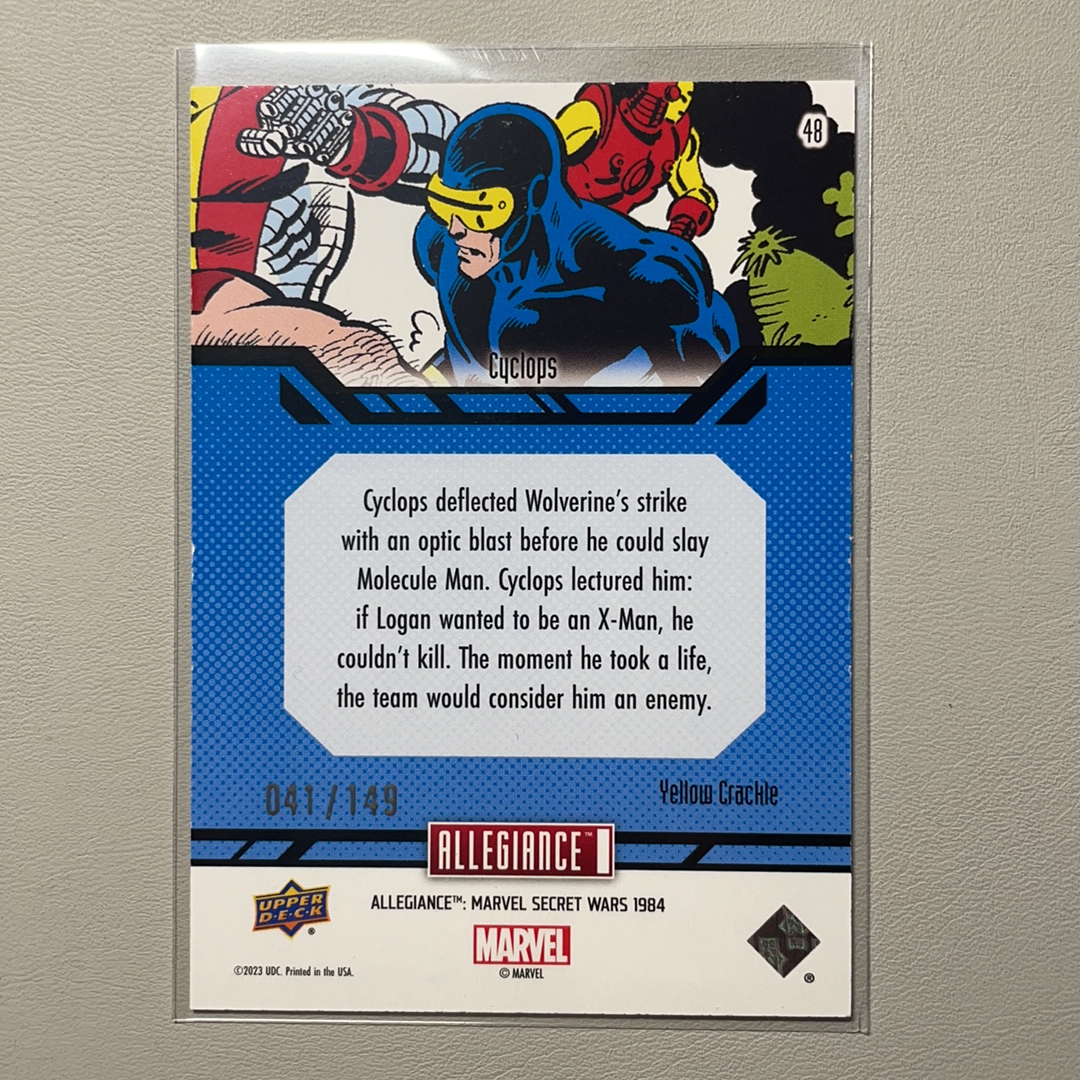 48
Cyclops
Cyclops deflected Wolverine's strike
with an optic blast before he could slay
Molecule Man. Cyclops lectured him:
if Logan wanted to be an X-Man, he
couldn't kill. The moment he took a life,
the team would consider him an enemy.
041/149
Yellow Crackle
ALLEGIANCE™
UPPER
D·E·C·K
®
ALLEGIANCE™: MARVEL SECRET WARS 1984
MARVEL
© MARVEL
©2023 UDC. Printed in the USA.
®